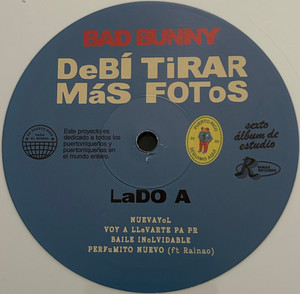 BAD BUNNY
DeBÍ TiRAR
MáS FOToS
Este proyecto es
dedicado a todos los
puertorriqueños y
puertorriqueñas en
el mundo entero.
sexto
álbum de
estudio
LaDO A
NUEVAYoL
VOY A LLeVARTE PA PR
BAILE INoLVIDABLE
PERFuMITO NUEVO (ft Rainao)